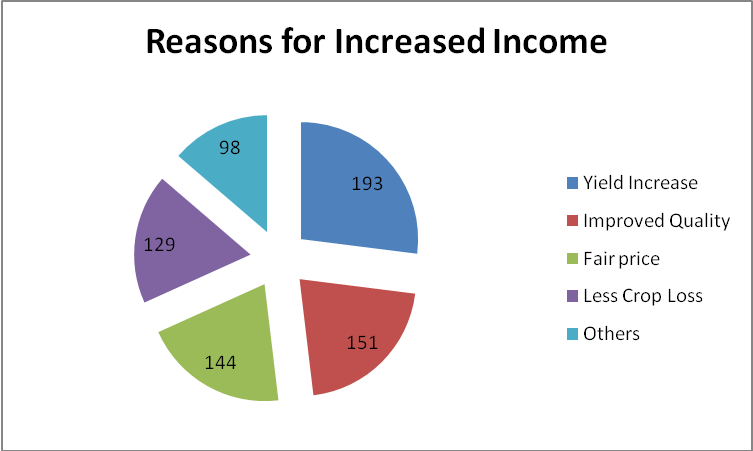 Reasons for Increased Income
98
193
129
144
151
Yield Increase
Improved Quality
Fair price
Less Crop Loss
Others